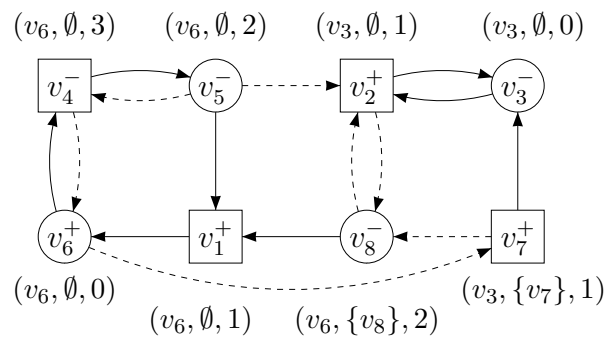 (v₆, ∅, 3) (v₆, ∅, 2) (v₃, ∅, 1) (v₃, ∅, 0)
v₄⁻ v₅⁻ v₂⁺ v₃⁻
v₆⁺ v₁⁺ v₈⁻ v₇⁺
(v₆, ∅, 0) (v₃, {v₇}, 1)
(v₆, ∅, 1) (v₆, {v₈}, 2)